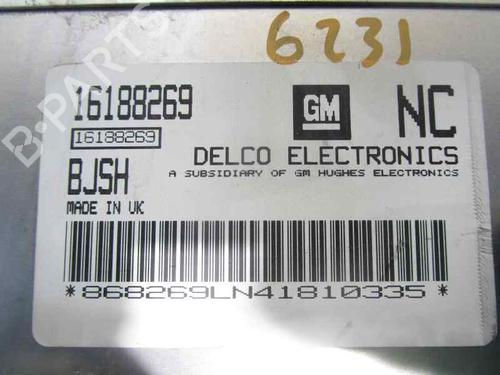 6231
16188269
GM
NC
16188269
DELCO ELECTRONICS
BJSH
A SUBSIDIARY OF GM HUGHES ELECTRONICS
MADE IN UK
*868269LN41810335*
B-PARTS